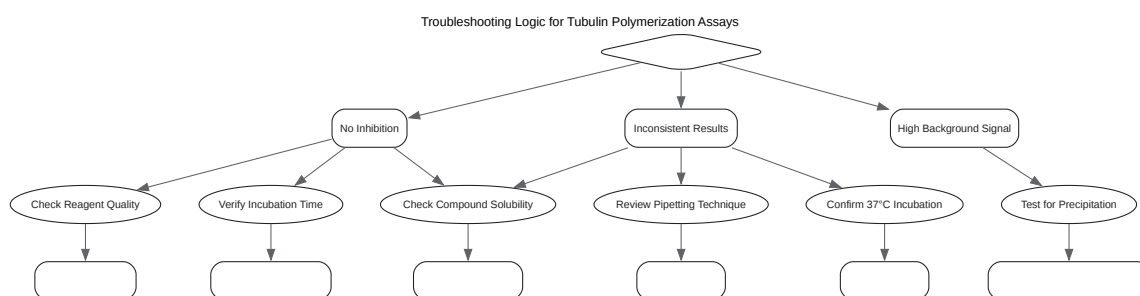 Troubleshooting Logic for Tubulin Polymerization Assays
No Inhibition
Inconsistent Results
High Background Signal
Check Reagent Quality
Verify Incubation Time
Check Compound Solubility
Review Pipetting Technique
Confirm 37°C Incubation
Test for Precipitation